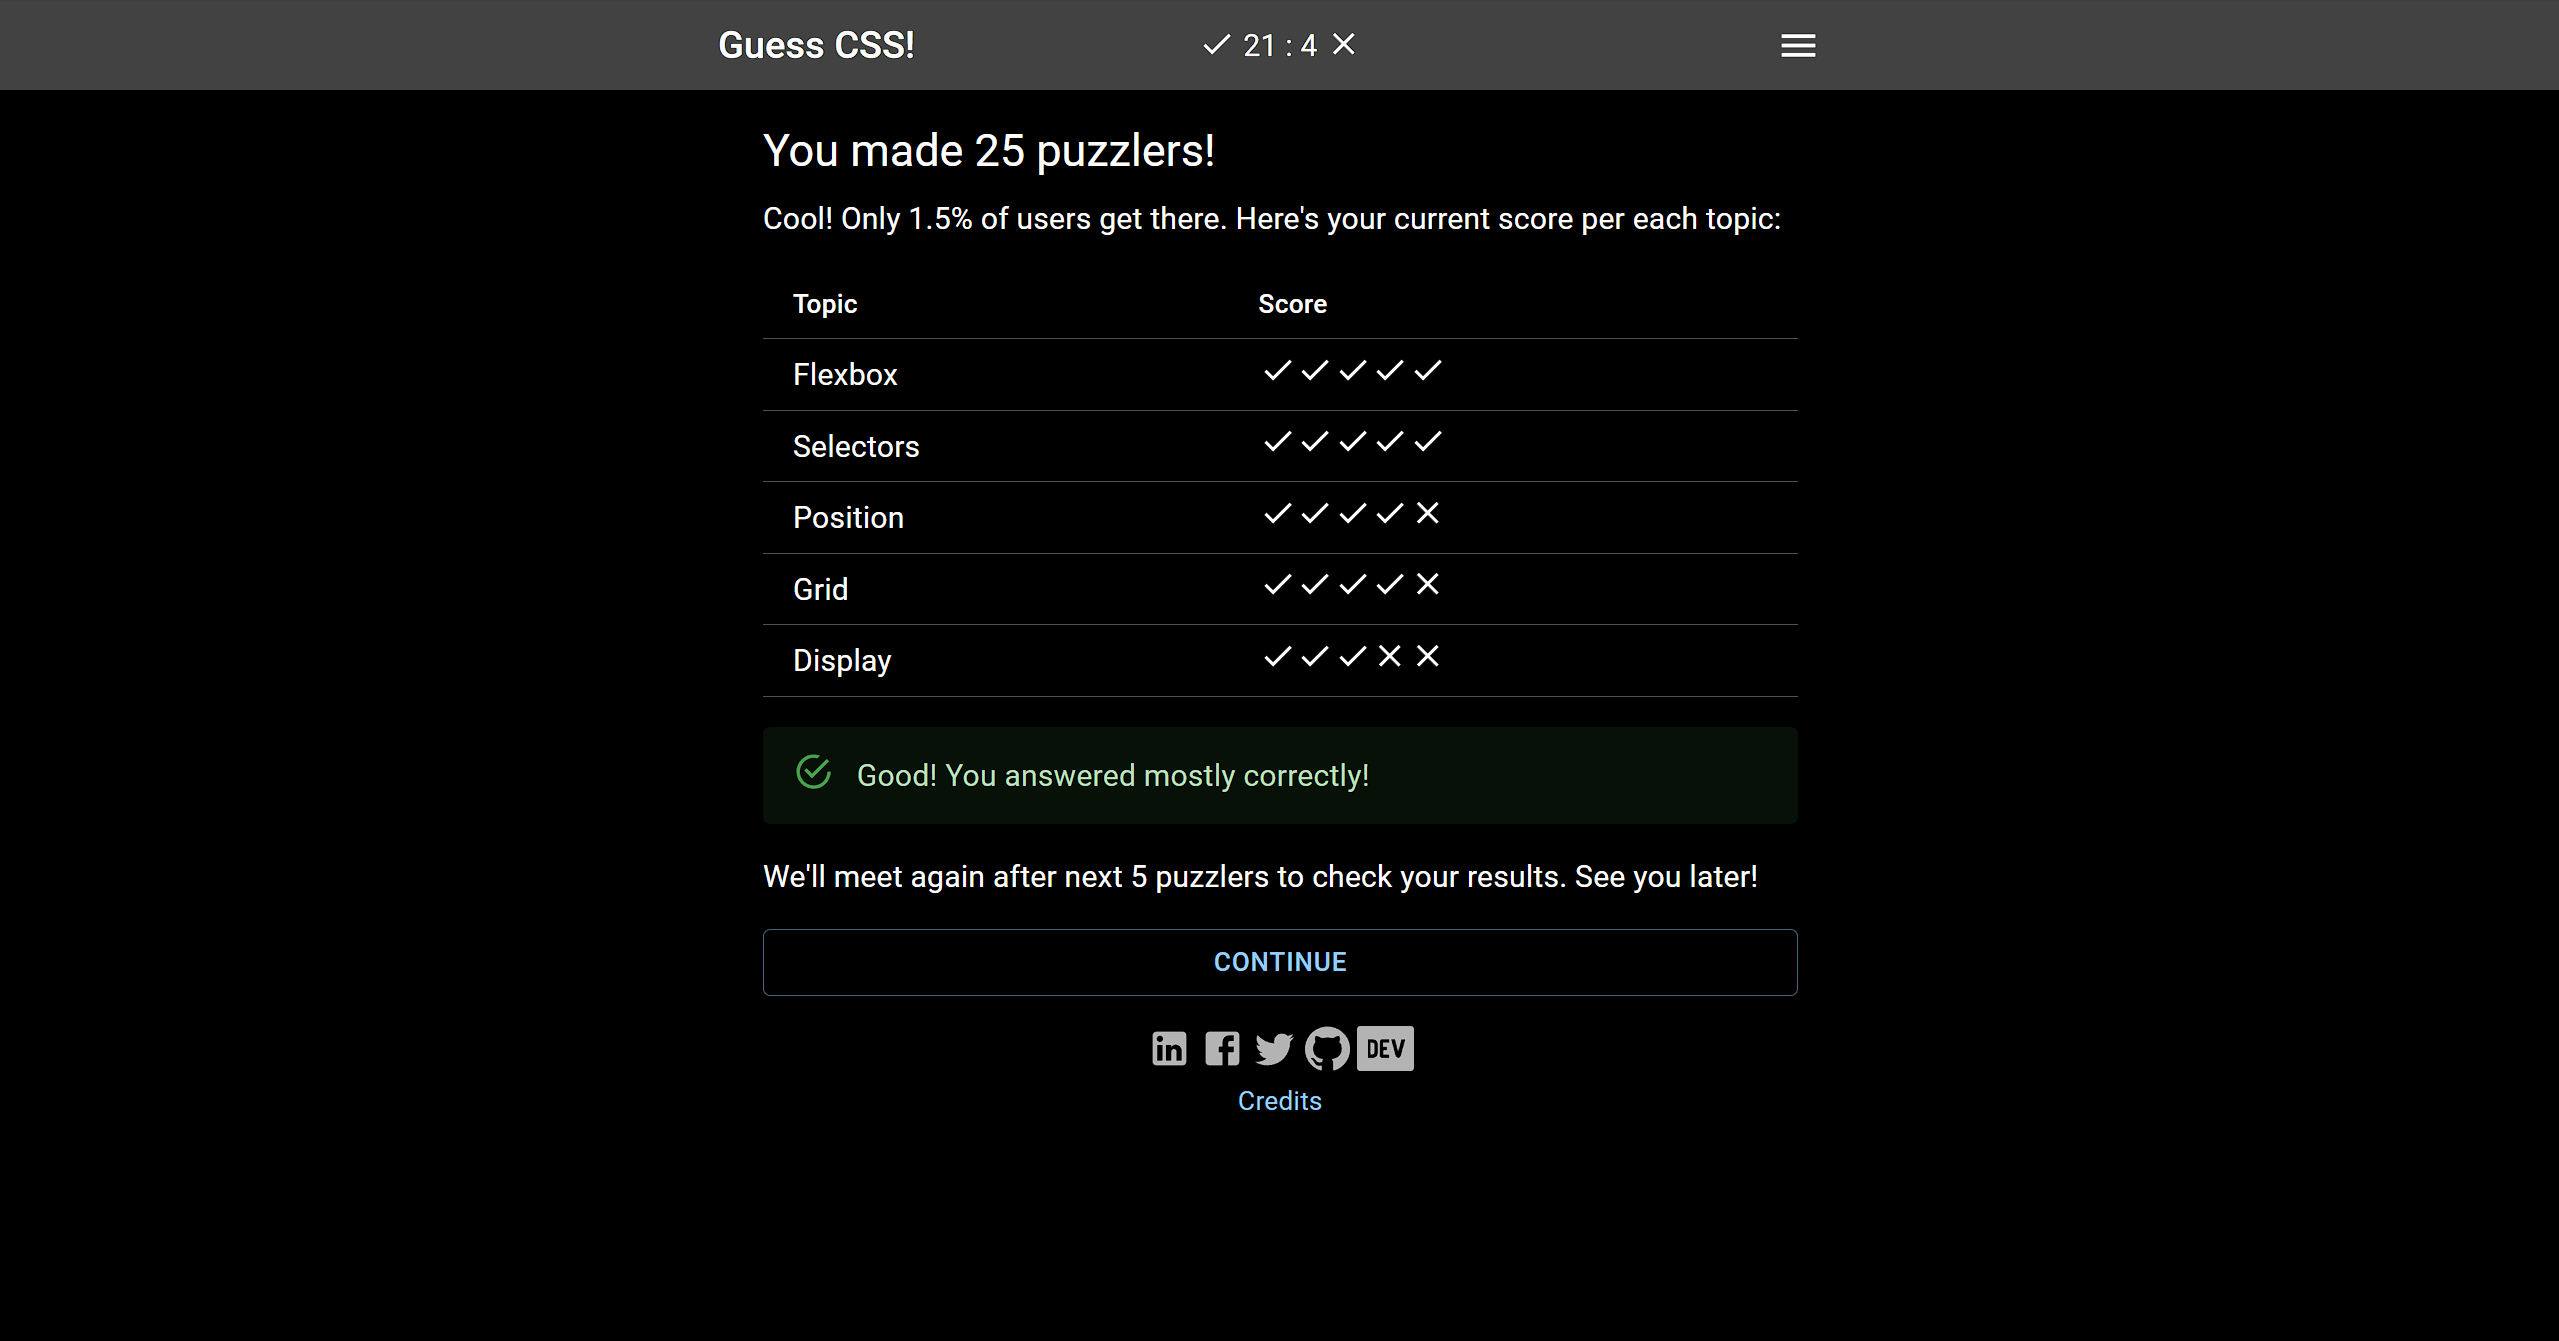 Guess CSS!
✓ 21 : 4 ✕
You made 25 puzzlers!
Cool! Only 1.5% of users get there. Here's your current score per each topic:
Topic Score
Flexbox ✓ ✓ ✓ ✓ ✓
Selectors ✓ ✓ ✓ ✓ ✓
Position ✓ ✓ ✓ ✓ ✕
Grid ✓ ✓ ✓ ✓ ✕
Display ✓ ✓ ✓ ✕ ✕
Good! You answered mostly correctly!
We'll meet again after next 5 puzzlers to check your results. See you later!
CONTINUE
in f DEV
Credits